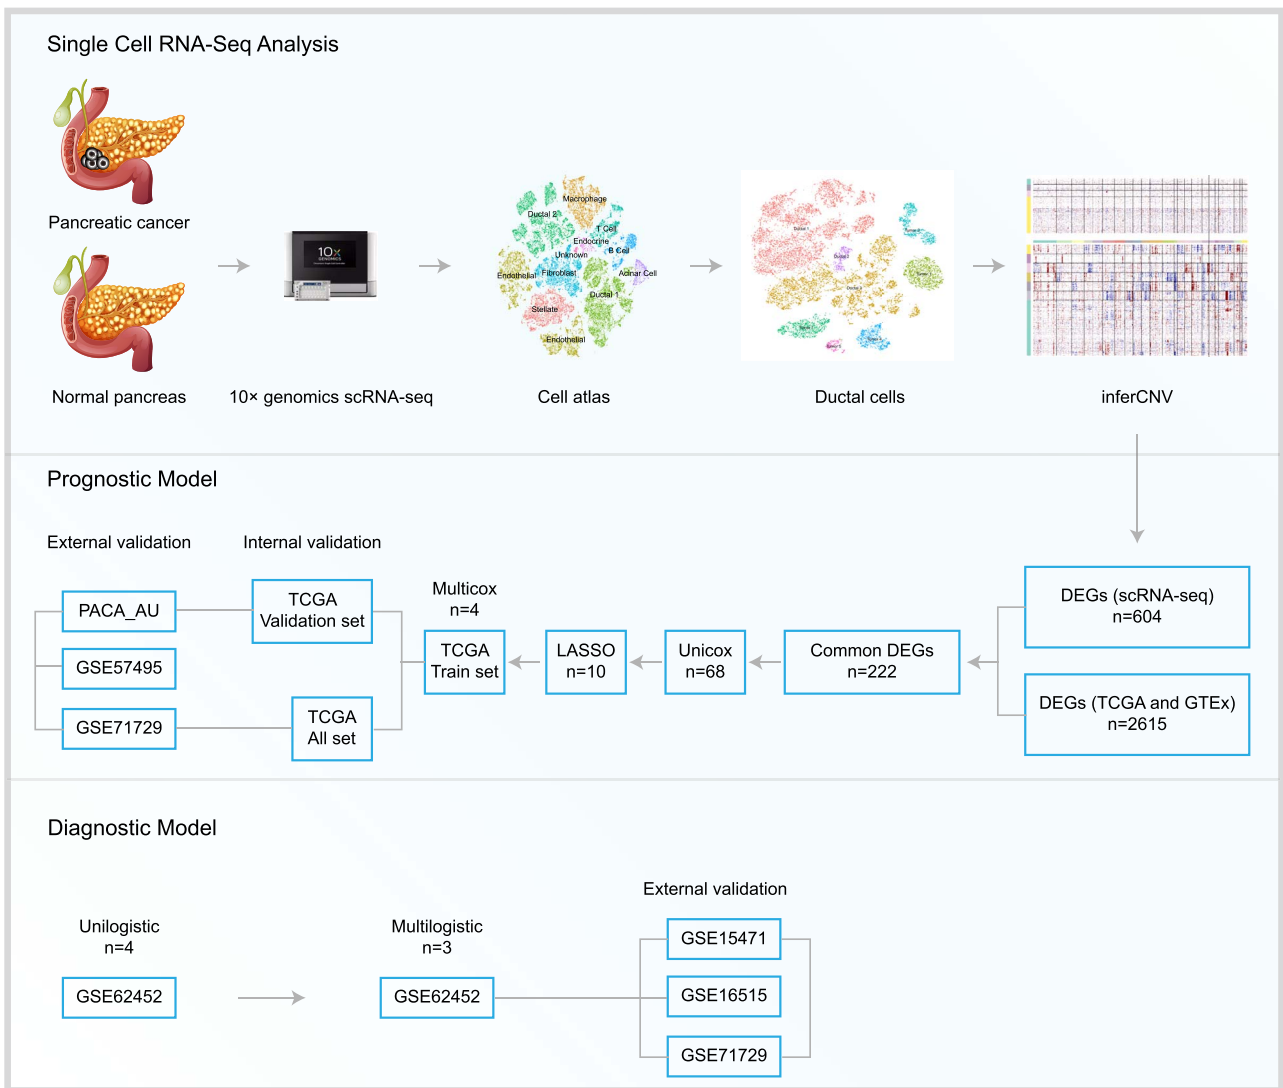 Single Cell RNA-Seq Analysis
Pancreatic cancer
Normal pancreas
10x
GENOMICS
10× genomics scRNA-seq
Macrophage
Ductal 2
T Cell
Endocrine
B Cell
Unknown
Endothelial
Fibroblast
Acinar Cell
Ductal 1
Stellate
Endothelial
Cell atlas
Ductal cells
inferCNV
Prognostic Model
External validation
Internal validation
PACA_AU
GSE57495
GSE71729
TCGA
Validation set
TCGA
All set
Multicox
n=4
TCGA
Train set
LASSO
n=10
Unicox
n=68
Common DEGs
n=222
DEGs (scRNA-seq)
n=604
DEGs (TCGA and GTEx)
n=2615
Diagnostic Model
Unilogistic
n=4
GSE62452
Multilogistic
n=3
GSE62452
External validation
GSE15471
GSE16515
GSE71729